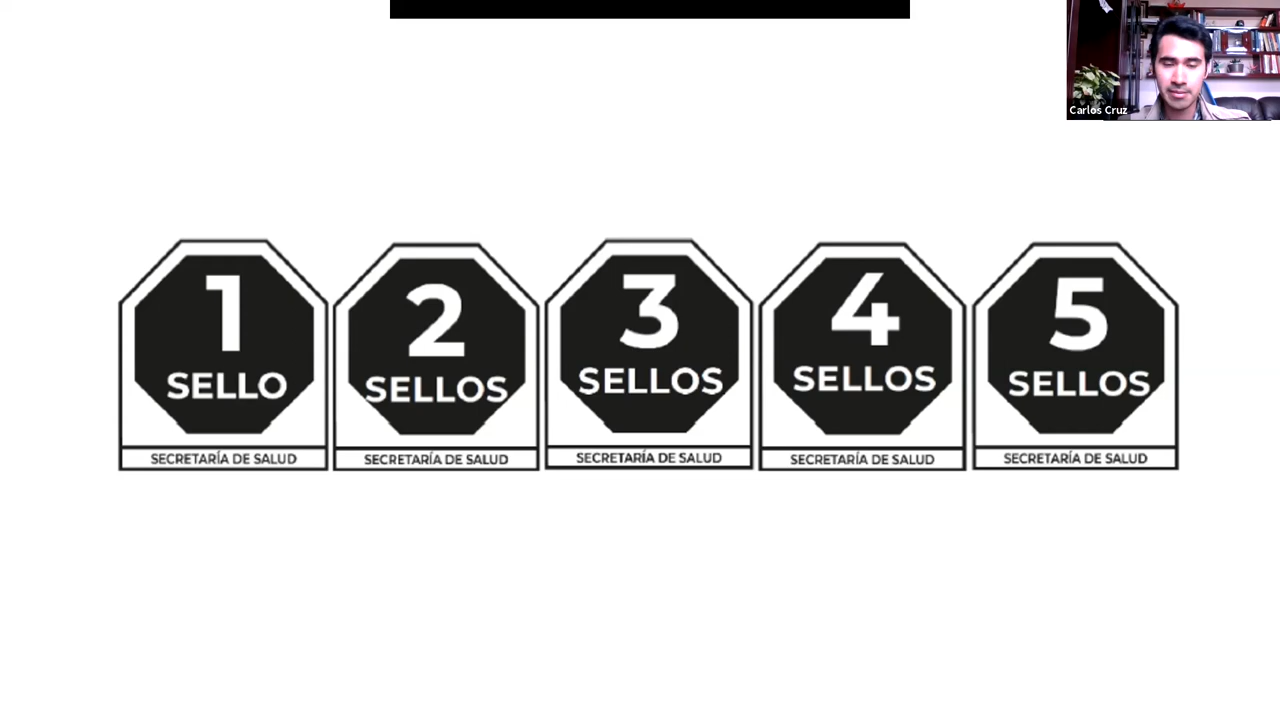 Carlos Cruz
1
SELLO
SECRETARÍA DE SALUD
2
SELLOS
SECRETARÍA DE SALUD
3
SELLOS
SECRETARÍA DE SALUD
4
SELLOS
SECRETARÍA DE SALUD
5
SELLOS
SECRETARÍA DE SALUD